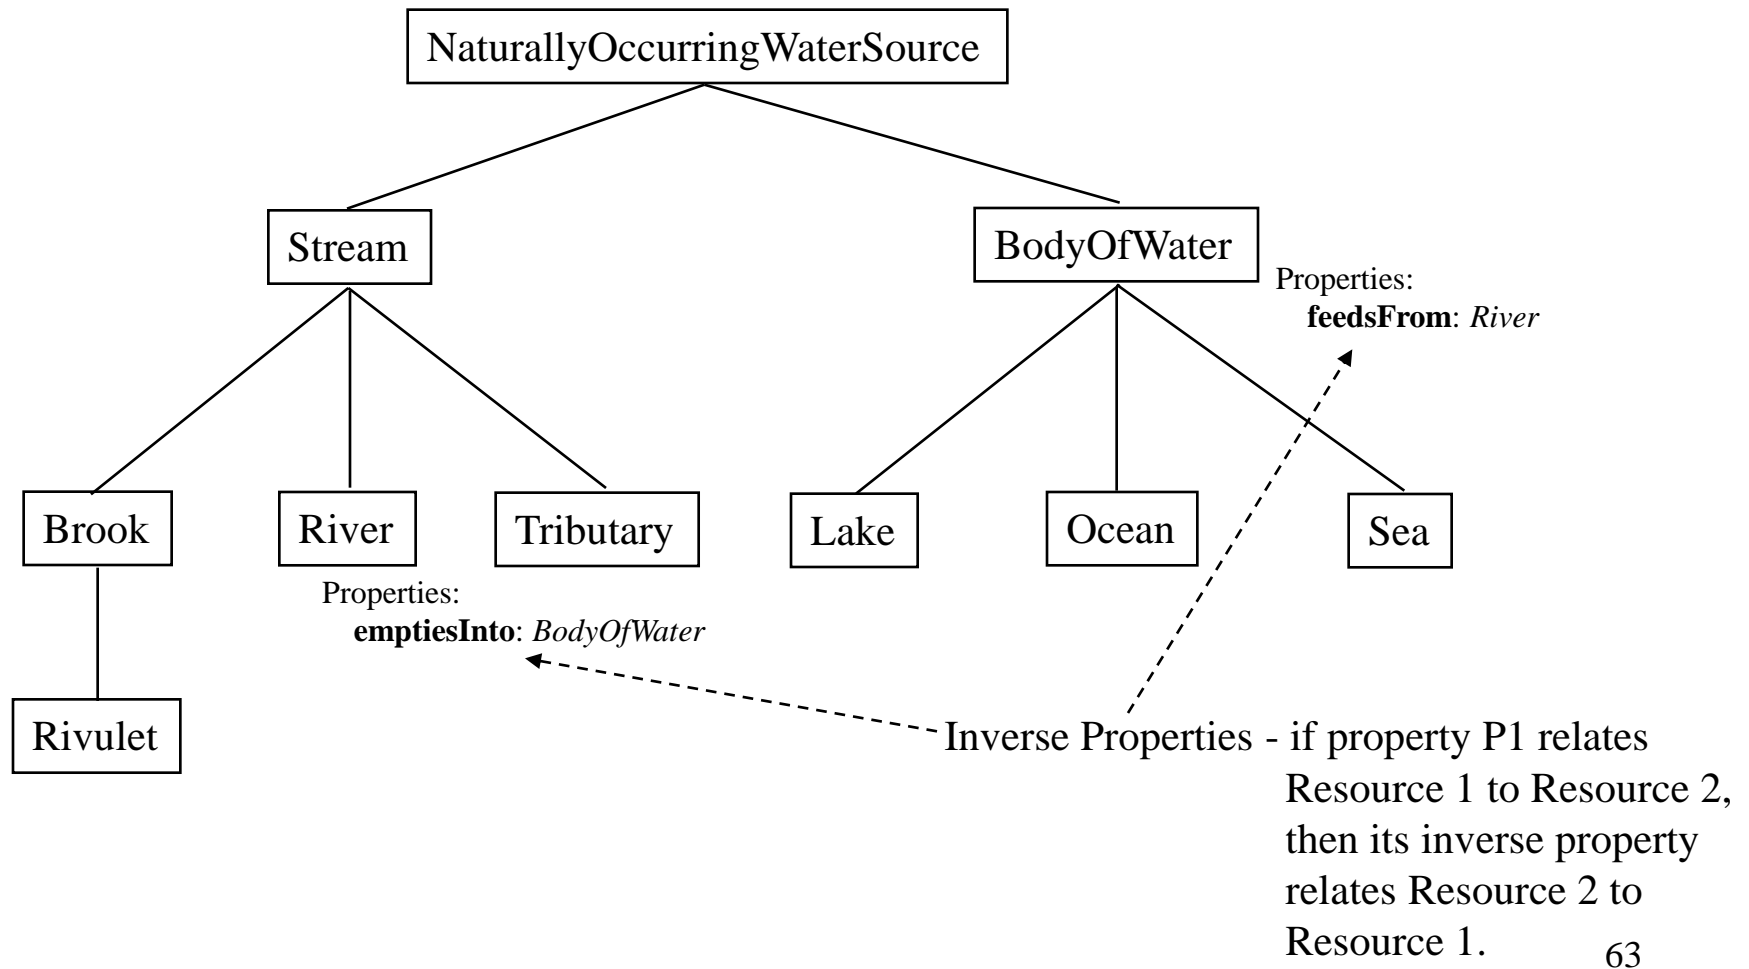 NaturallyOccurringWaterSource
Stream
BodyOfWater
Properties:
feedsFrom: River
Brook
River
Tributary
Lake
Ocean
Sea
Properties:
emptiesInto: BodyOfWater
Rivulet
Inverse Properties - if property P1 relates
Resource 1 to Resource 2,
then its inverse property
relates Resource 2 to
Resource 1.
63